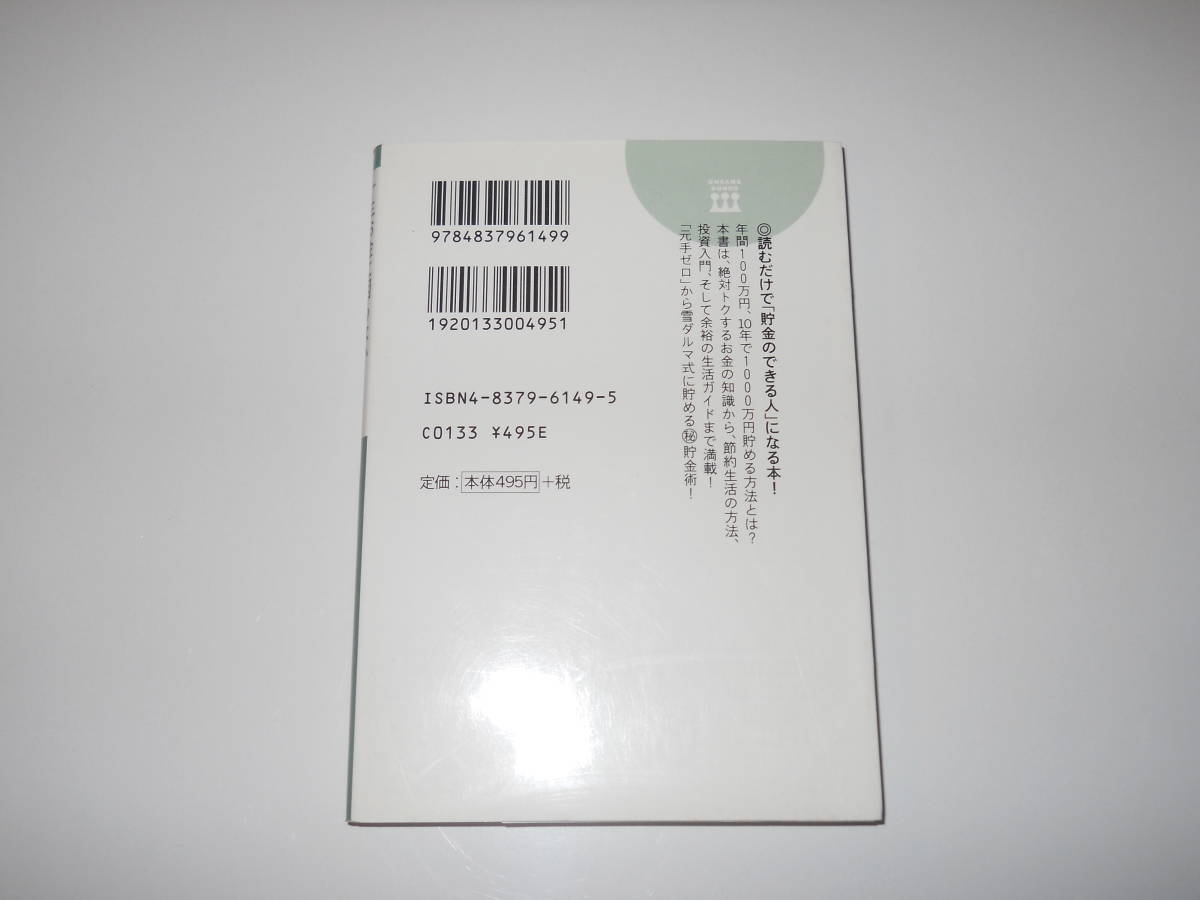 ◎読むだけで「貯金のできる人」になる本!
年間100万円、10年で1000万円貯める方法とは?
本書は、絶対トクするお金の知識から、節約生活の方法、
投資入門、そして余裕の生活ガイドまで満載!
「元手ゼロ」から雪ダルマ式に貯める㊙貯金術!
9784837961499
1920133004951
ISBN4-8379-6149-5
C0133 ¥495E
定価:本体495円+税